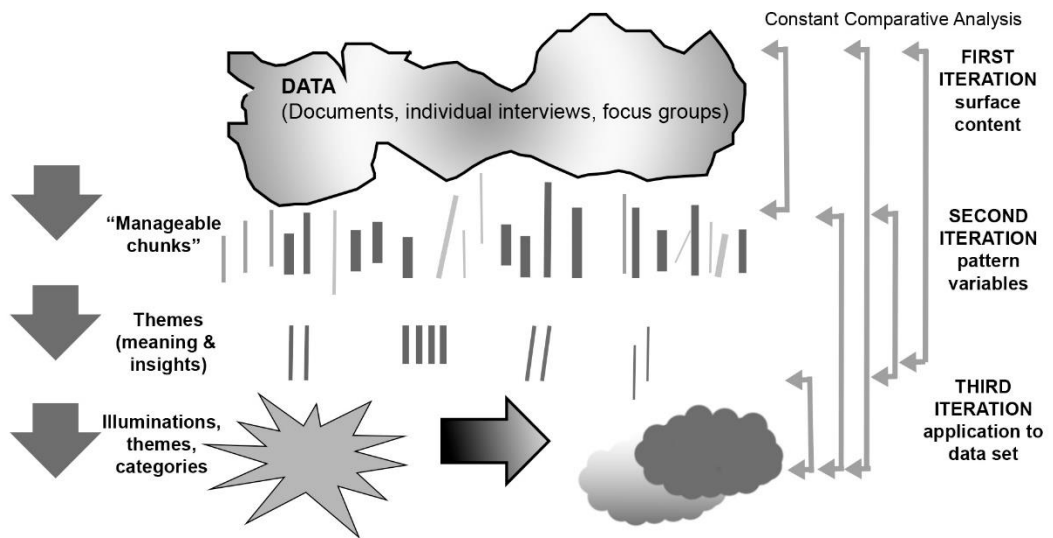 Constant Comparative Analysis
DATA
(Documents, individual interviews, focus groups)
FIRST
ITERATION
surface
content
“Manageable
chunks”
SECOND
ITERATION
pattern
variables
Themes
(meaning &
insights)
THIRD
ITERATION
application to
data set
Illuminations,
themes,
categories